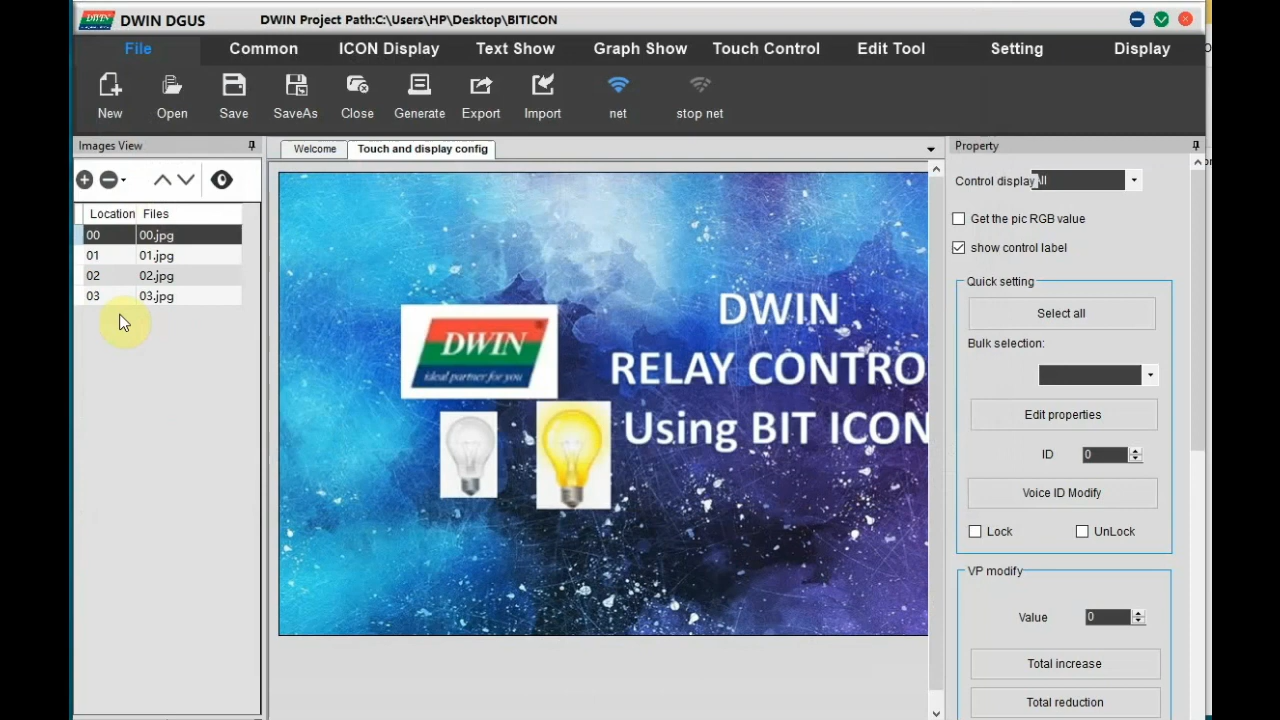 DWIN
DWIN DGUS
DWIN Project Path:C:\Users\HP\Desktop\BITICON
File
Common
ICON Display
Text Show
Graph Show
Touch Control
Edit Tool
Setting
Display
New
Open
Save
SaveAs
Close
Generate
Export
Import
net
stop net
Images View
Welcome
Touch and display config
Property
Location
Files
00
00.jpg
01
01.jpg
02
02.jpg
03
03.jpg
DWIN
®
ideal partner for you
DWIN
RELAY CONTRO
Using BIT ICON
Control display
All
Get the pic RGB value
show control label
Quick setting
Select all
Bulk selection:
Edit properties
ID
0
Voice ID Modify
Lock
UnLock
VP modify
Value
0
Total increase
Total reduction